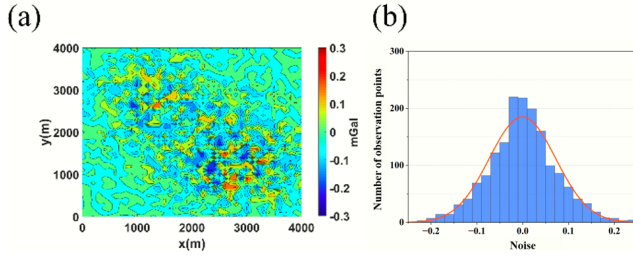 (a)
4000
3000
2000
1000
0
y(m)
0 1000 2000 3000 4000
x(m)
0.3
0.2
0.1
0
-0.1
-0.2
-0.3
mGal
(b)
300
200
100
0
Number of observation points
−0.2 −0.1 0.0 0.1 0.2
Noise